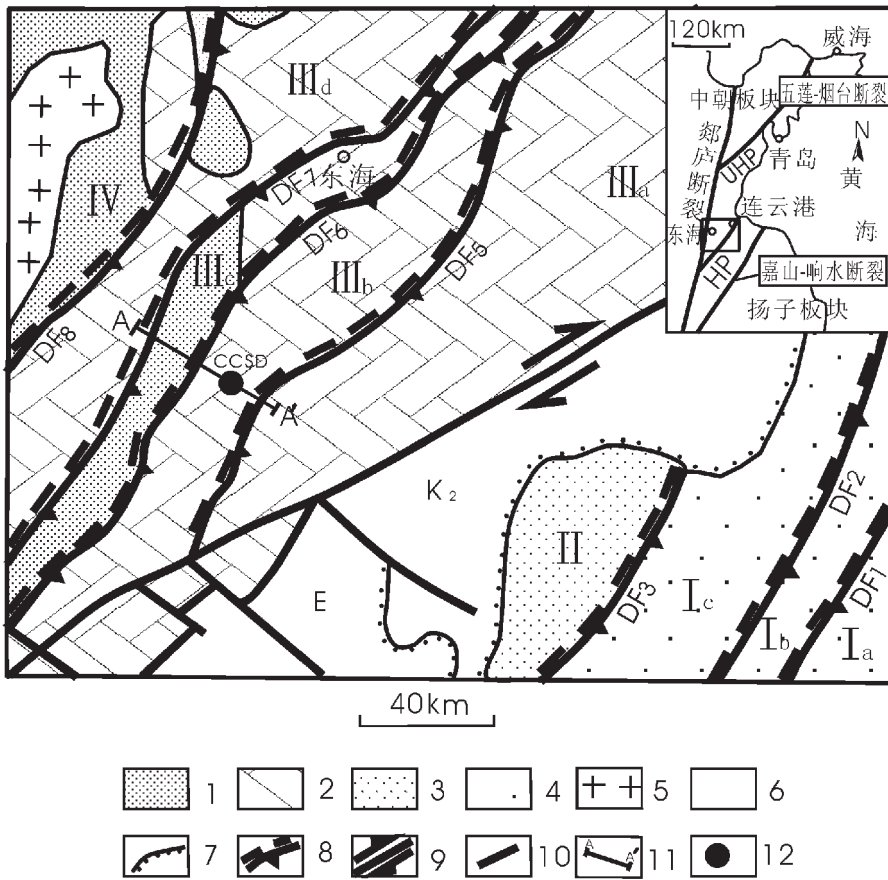 120km
威海
中朝板块
五莲-烟台断裂
郯庐断裂
UHP
青岛
N
黄
海
连云港
东海
HP
嘉山-响水断裂
扬子板块
Ⅲd
DF7
东海
Ⅲa
Ⅳ
DF6
DF5
Ⅲc
Ⅲb
A
DF8
CCSD
A'
K2
DF2
Ⅱ
DF1
E
DF3
Ⅰc
Ⅰb
Ⅰa
40km
1 2 3 4 5 6
7 8 9 10 A A' 11 12